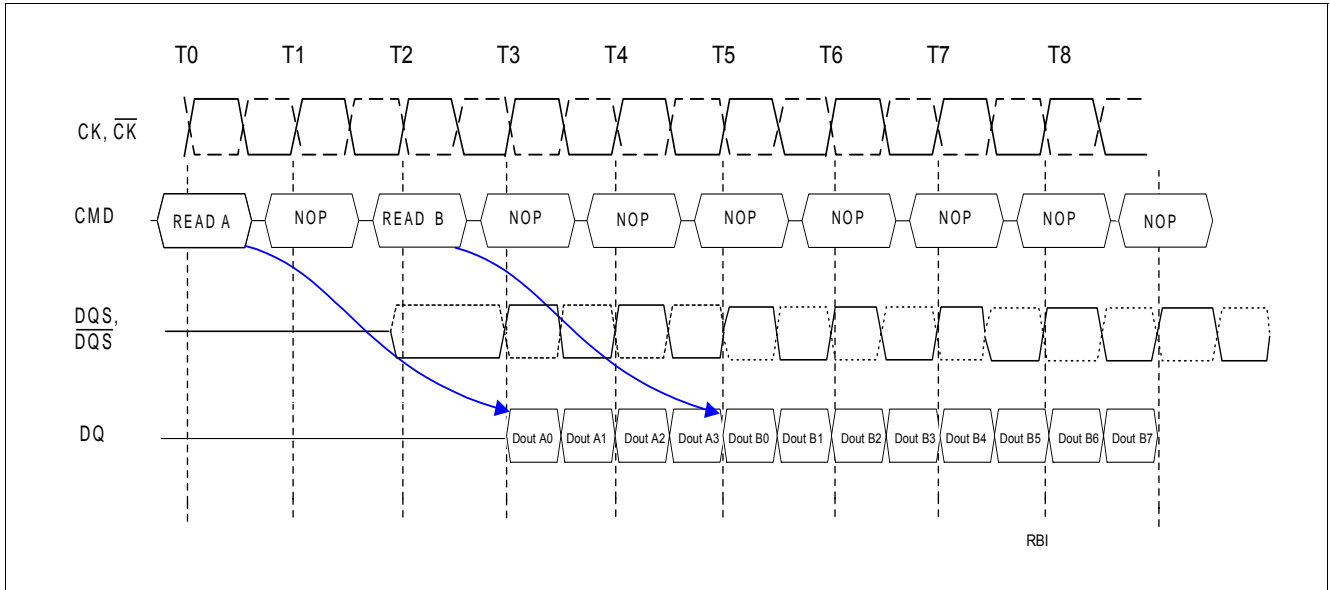 T0 T1 T2 T3 T4 T5 T6 T7 T8
CK, CK
CMD READ A NOP READ B NOP NOP NOP NOP NOP NOP NOP
DQS,
DQS
DQ Dout A0 Dout A1 Dout A2 Dout A3 Dout B0 Dout B1 Dout B2 Dout B3 Dout B4 Dout B5 Dout B6 Dout B7
RBI